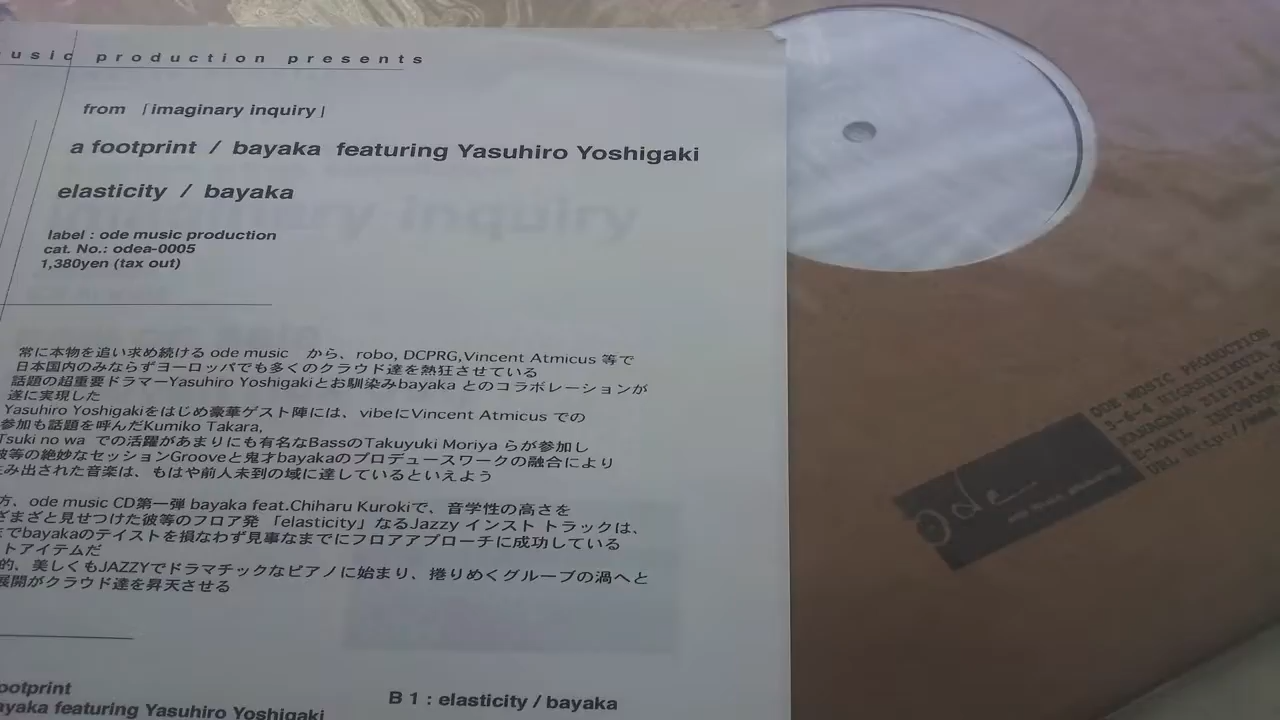 usic production presents
from 「imaginary inquiry」
a footprint / bayaka featuring Yasuhiro Yoshigaki
elasticity / bayaka
label : ode music production
cat. No.: odea-0005
1,380yen (tax out)
常に本物を追い求め続ける ode music から、robo, DCPRG,Vincent Atmicus 等で
日本国内のみならずヨーロッパでも多くのクラウド達を熱狂させている
話題の超重要ドラマーYasuhiro Yoshigakiとお馴染みbayaka とのコラボレーションが
遂に実現した
Yasuhiro Yoshigakiをはじめ豪華ゲスト陣には、vibeにVincent Atmicus での
参加も話題を呼んだKumiko Takara,
Tsuki no wa での活躍があまりにも有名なBassのTakuyuki Moriya らが参加し
彼等の絶妙なセッションGrooveと鬼才bayakaのプロデュースワークの融合により
み出された音楽は、もはや前人未到の域に達しているといえよう
方、ode music CD第一弾 bayaka feat.Chiharu Kurokiで、音学性の高さを
ざまざと見せつけた彼等のフロア発 「elasticity」なるJazzy インスト トラックは、
までbayakaのテイストを損なわず見事なまでにフロアアプローチに成功している
トアイテムだ
的、美しくもJAZZYでドラマチックなピアノに始まり、捲りめくグルーブの渦へと
展開がクラウド達を昇天させる
ootprint
ayaka featuring Yasuhiro Yoshigaki
B 1 : elasticity / bayaka
ode
ODE MUSIC PRODUCTION
3-6-4
KANAGAWA
E-MAIL
URL http://www